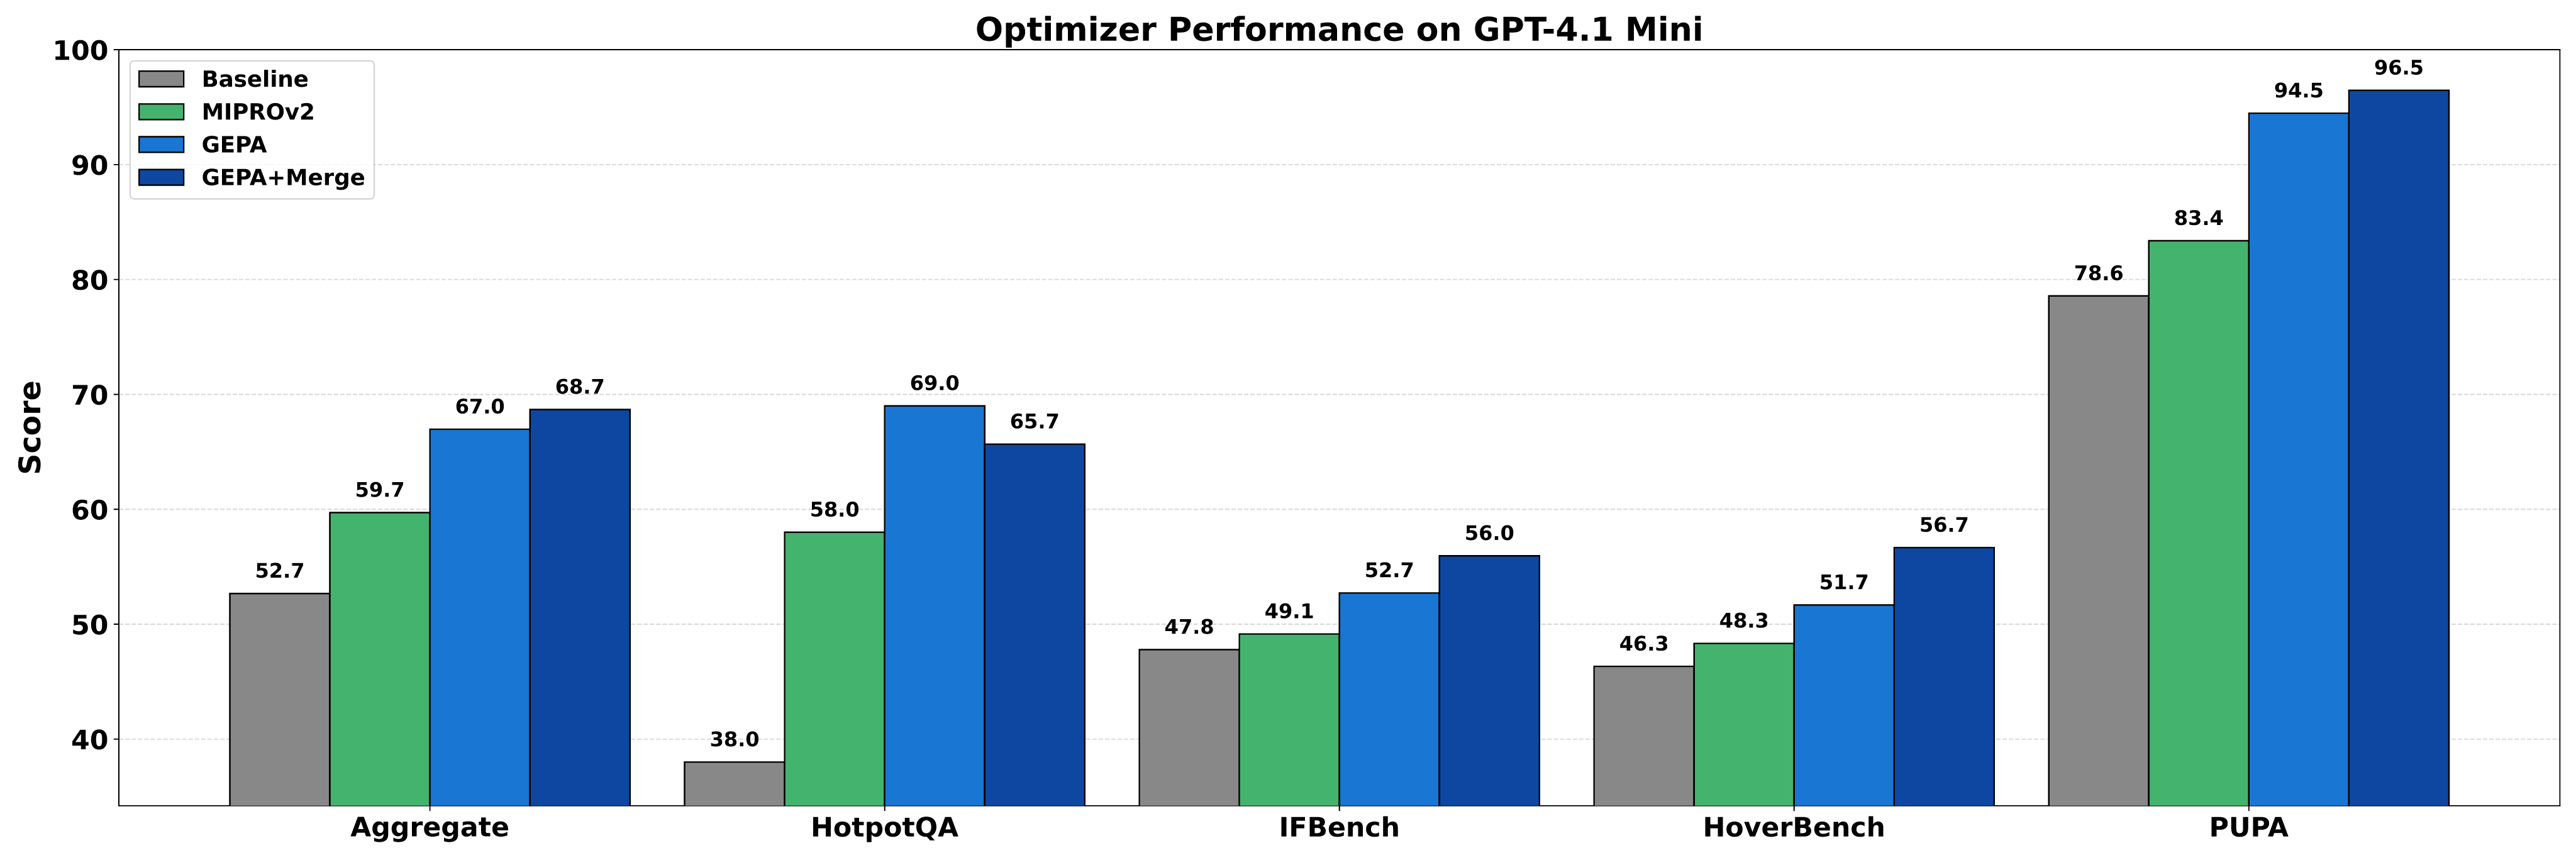 Optimizer Performance on GPT-4.1 Mini
Baseline
MIPROv2
GEPA
GEPA+Merge
Score
100
90
80
70
60
50
40
52.7
59.7
67.0
68.7
38.0
58.0
69.0
65.7
47.8
49.1
52.7
56.0
46.3
48.3
51.7
56.7
78.6
83.4
94.5
96.5
Aggregate
HotpotQA
IFBench
HoverBench
PUPA